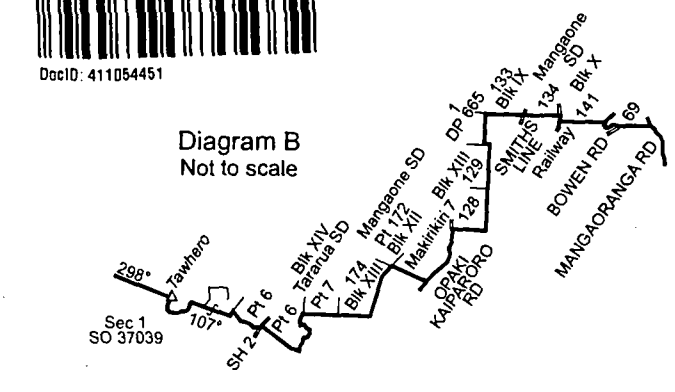 DocID: 411054451
Diagram B
Not to scale
298°
Tawhero
Sec 1
SO 37039
107°
Pt 6
SH 2
Pt 6
Blk XIV
Tararua SD
Pt 7
174
Blk XIII
Mangaone SD
Pt 172
Blk XII
Makirikiri 7
OPAKI
KAIPARORO
RD
128
129
Blk XIII
1
DP 665
133
Blk IX
Mangaone
SD
SMITHS
LINE
134
Railway
Blk X
141
BOWEN RD
69
MANGAORANGA RD